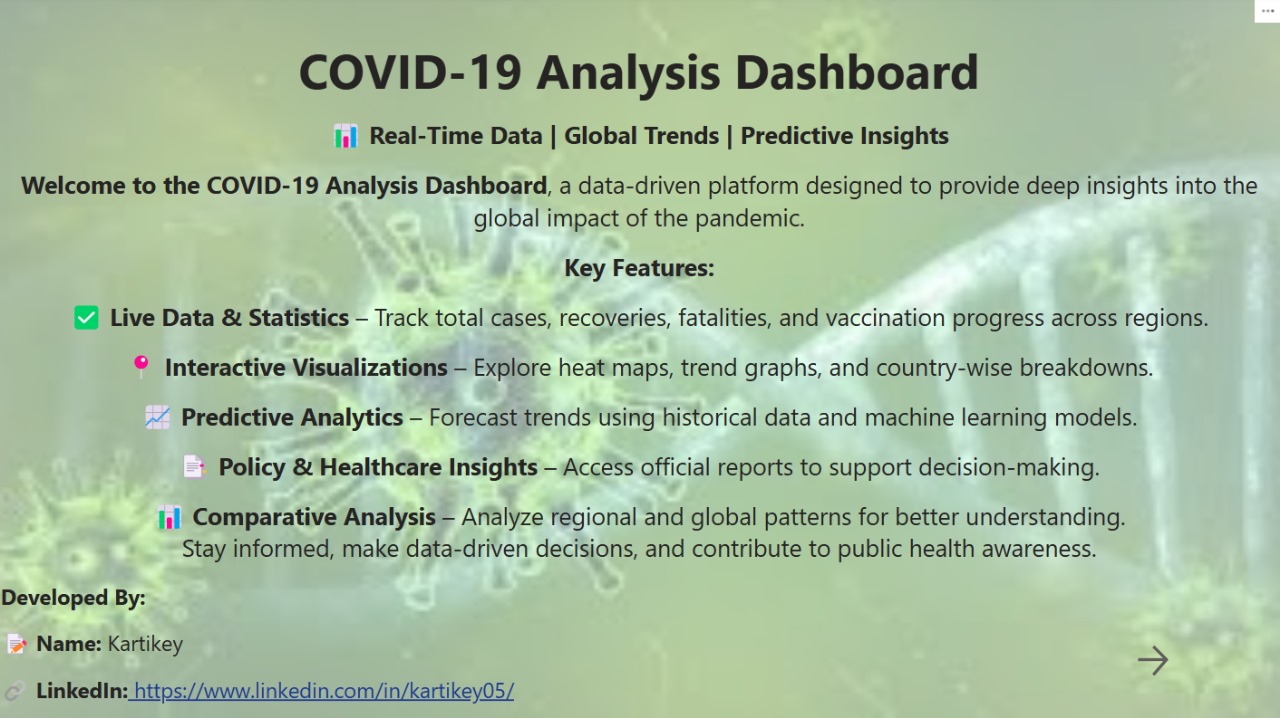 COVID-19 Analysis Dashboard
📊 Real-Time Data | Global Trends | Predictive Insights
Welcome to the COVID-19 Analysis Dashboard, a data-driven platform designed to provide deep insights into the
global impact of the pandemic.
Key Features:
✅ Live Data & Statistics – Track total cases, recoveries, fatalities, and vaccination progress across regions.
📍 Interactive Visualizations – Explore heat maps, trend graphs, and country-wise breakdowns.
📈 Predictive Analytics – Forecast trends using historical data and machine learning models.
📑 Policy & Healthcare Insights – Access official reports to support decision-making.
📊 Comparative Analysis – Analyze regional and global patterns for better understanding.
Stay informed, make data-driven decisions, and contribute to public health awareness.
Developed By:
📝 Name: Kartikey
🔗 LinkedIn: https://www.linkedin.com/in/kartikey05/